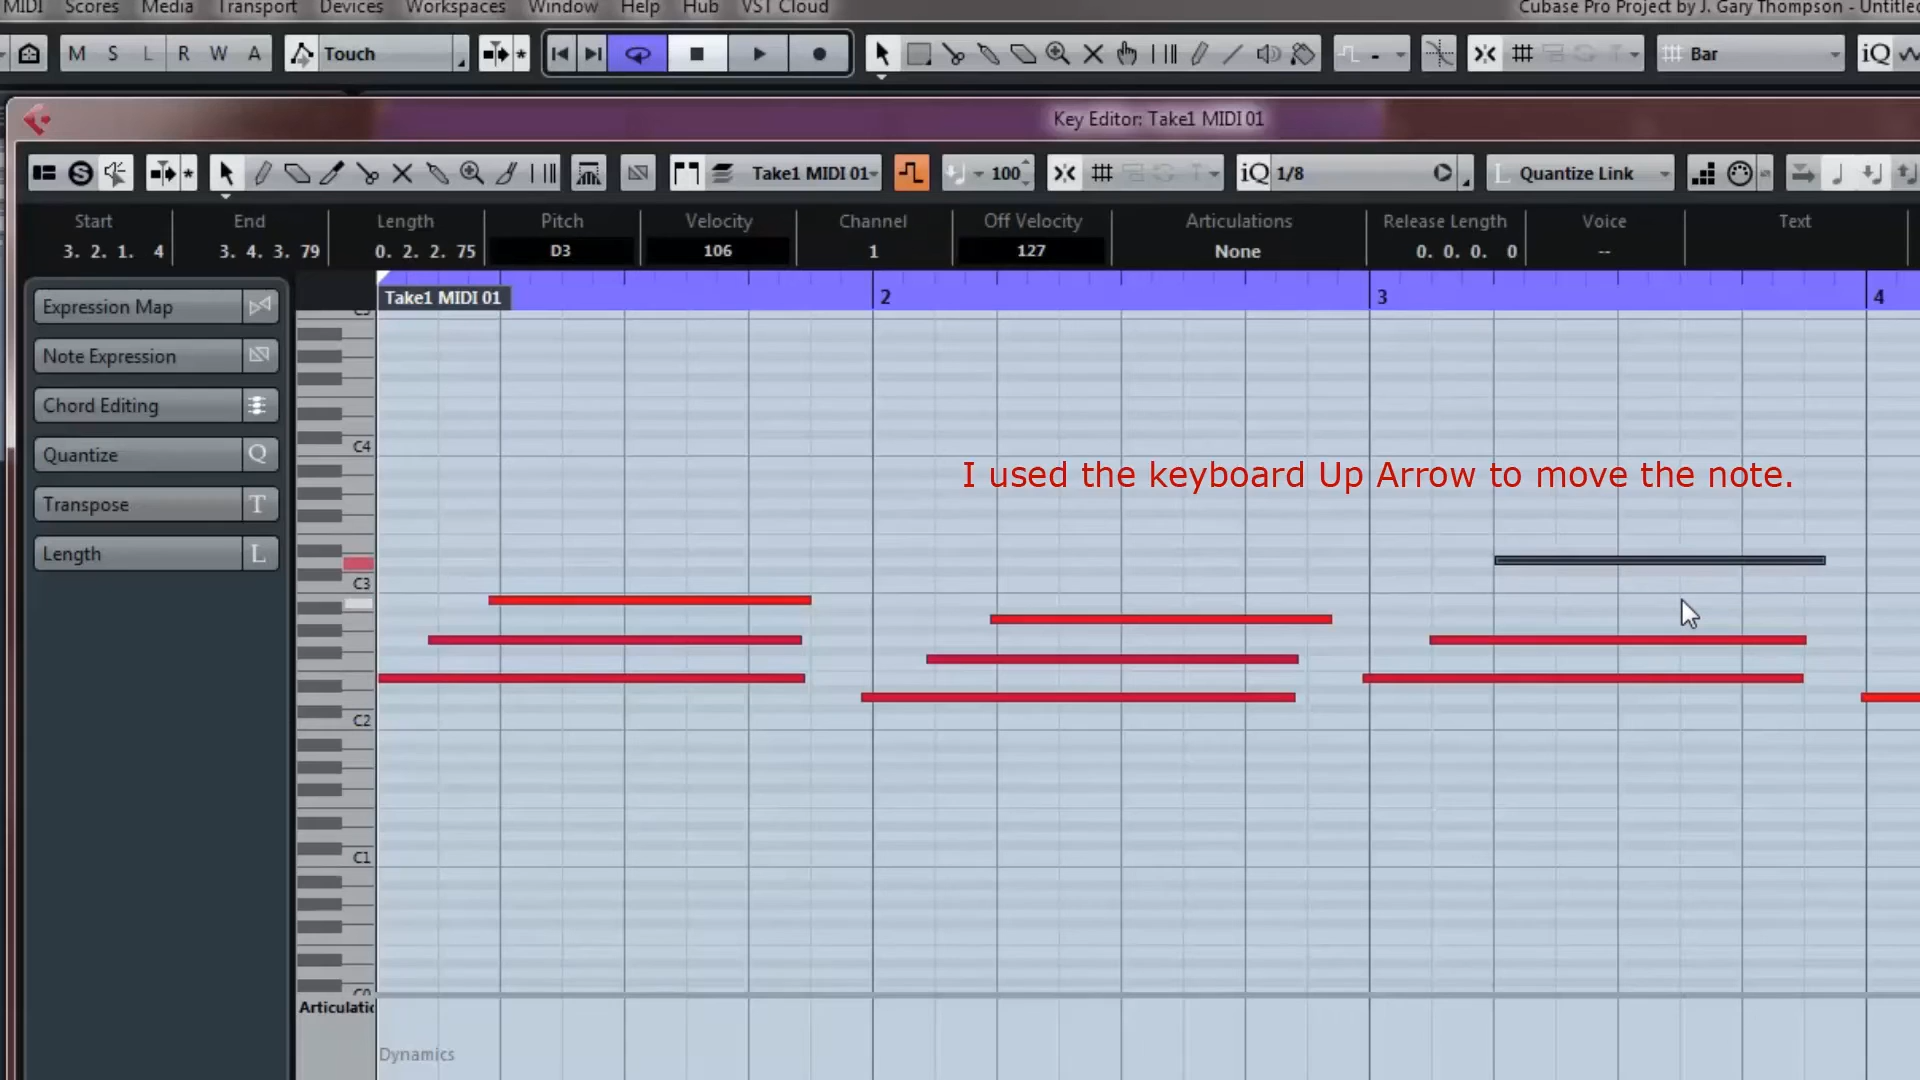 MIDI Scores Media Transport Devices Workspaces Window Help Hub VST Cloud
Cubase Pro Project by J. Gary Thompson - Untitled
M S L R W A Touch Bar iQ
Key Editor: Take1 MIDI 01
Take1 MIDI 01 100 iQ 1/8 Quantize Link
Start End Length Pitch Velocity Channel Off Velocity Articulations Release Length Voice Text
3. 2. 1. 4 3. 4. 3. 79 0. 2. 2. 75 D3 106 1 127 None 0. 0. 0. 0 --
Take1 MIDI 01 2 3 4
Expression Map
Note Expression
Chord Editing
Quantize Q
Transpose T
Length L
C4
I used the keyboard Up Arrow to move the note.
C3
C2
C1
C0
Articulatic
Dynamics